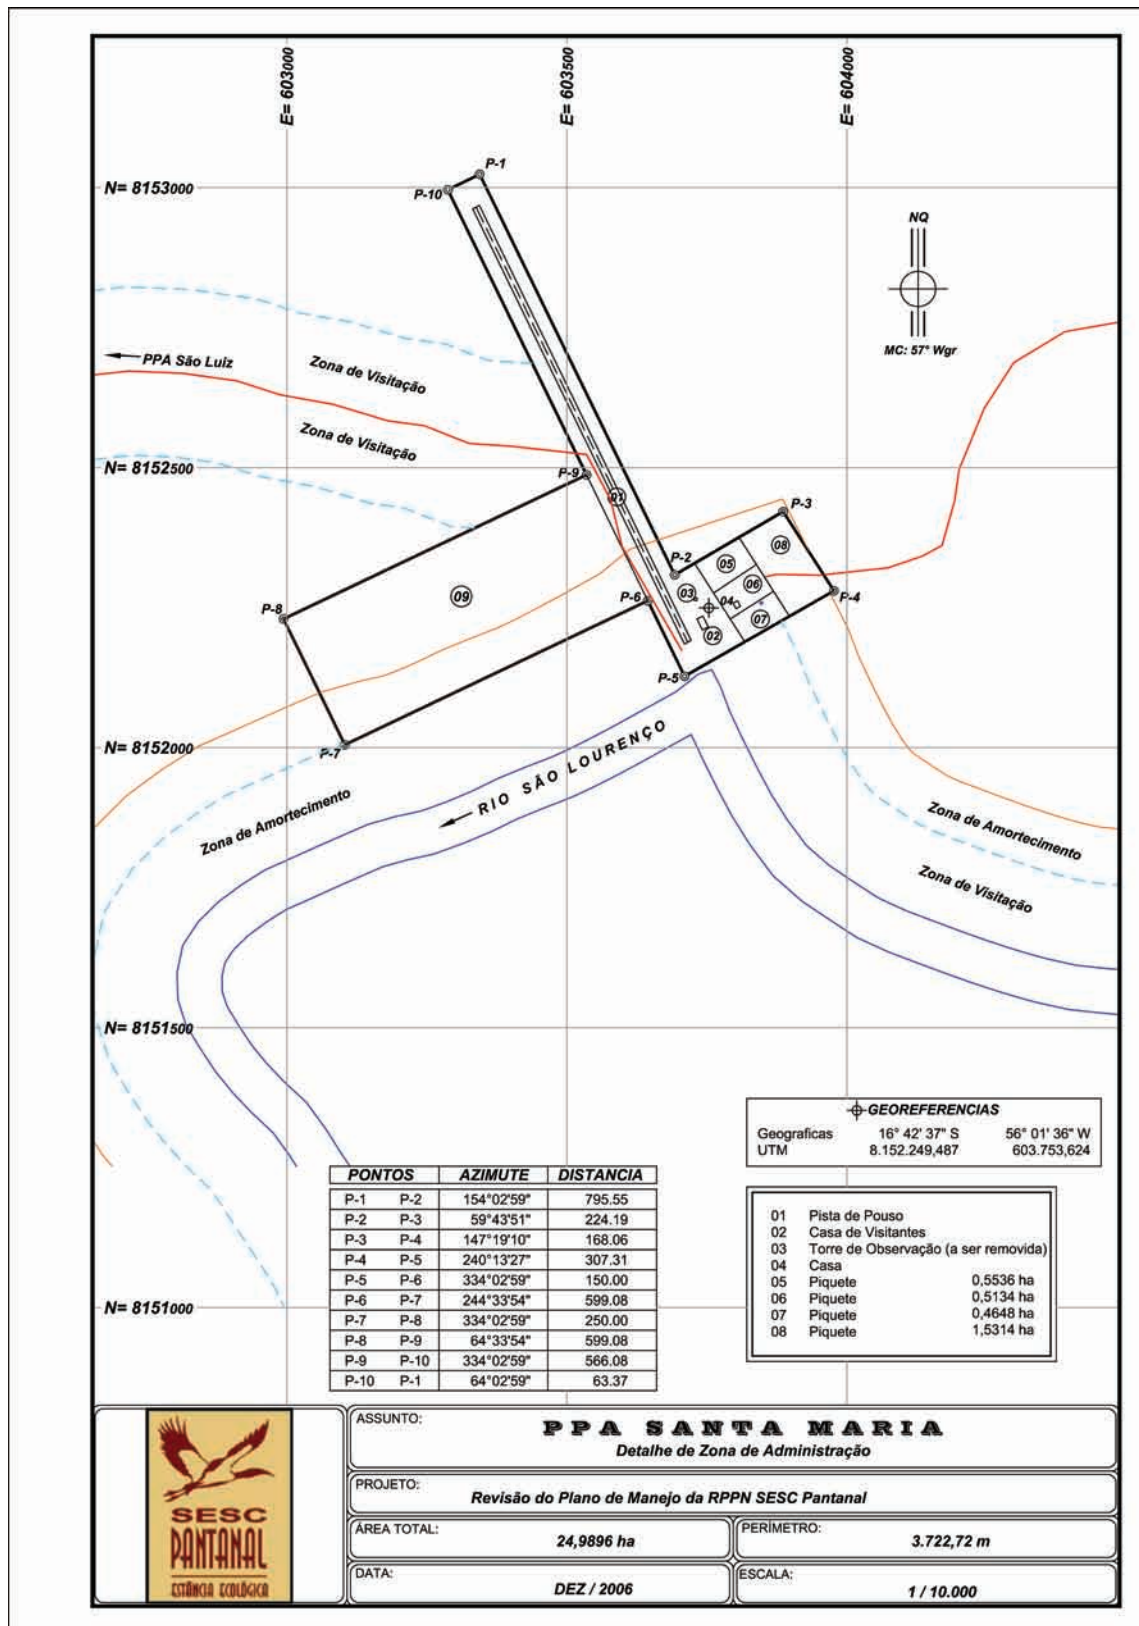 E= 603000
E= 603500
E= 604000
P-1
N= 8153000
P-10
NQ
MC: 57° Wgr
PPA São Luiz
Zona de Visitação
Zona de Visitação
N= 8152500
P-9
01
P-3
08
P-2
05
03
04
06
P-4
P-8
09
P-6
02
07
P-5
N= 8152000
P-7
RIO SÃO LOURENÇO
Zona de Amortecimento
Zona de Amortecimento
Zona de Visitação
N= 8151500
GEOREFERENCIAS
Geograficas 16° 42' 37" S 56° 01' 36" W
UTM 8.152.249,487 603.753,624
PONTOS AZIMUTE DISTANCIA
P-1 P-2 154°02'59" 795.55
P-2 P-3 59°43'51" 224.19
P-3 P-4 147°19'10" 168.06
P-4 P-5 240°13'27" 307.31
P-5 P-6 334°02'59" 150.00
P-6 P-7 244°33'54" 599.08
P-7 P-8 334°02'59" 250.00
P-8 P-9 64°33'54" 599.08
P-9 P-10 334°02'59" 566.08
P-10 P-1 64°02'59" 63.37
01 Pista de Pouso
02 Casa de Visitantes
03 Torre de Observação (a ser removida)
04 Casa
05 Piquete 0,5536 ha
06 Piquete 0,5134 ha
07 Piquete 0,4648 ha
08 Piquete 1,5314 ha
N= 8151000
SESC
PANTANAL
ESTÂNCIA ECOLÓGICA
ASSUNTO:
PPA SANTA MARIA
Detalhe de Zona de Administração
PROJETO:
Revisão do Plano de Manejo da RPPN SESC Pantanal
ÁREA TOTAL:
24,9896 ha
PERÍMETRO:
3.722,72 m
DATA:
DEZ / 2006
ESCALA:
1 / 10.000